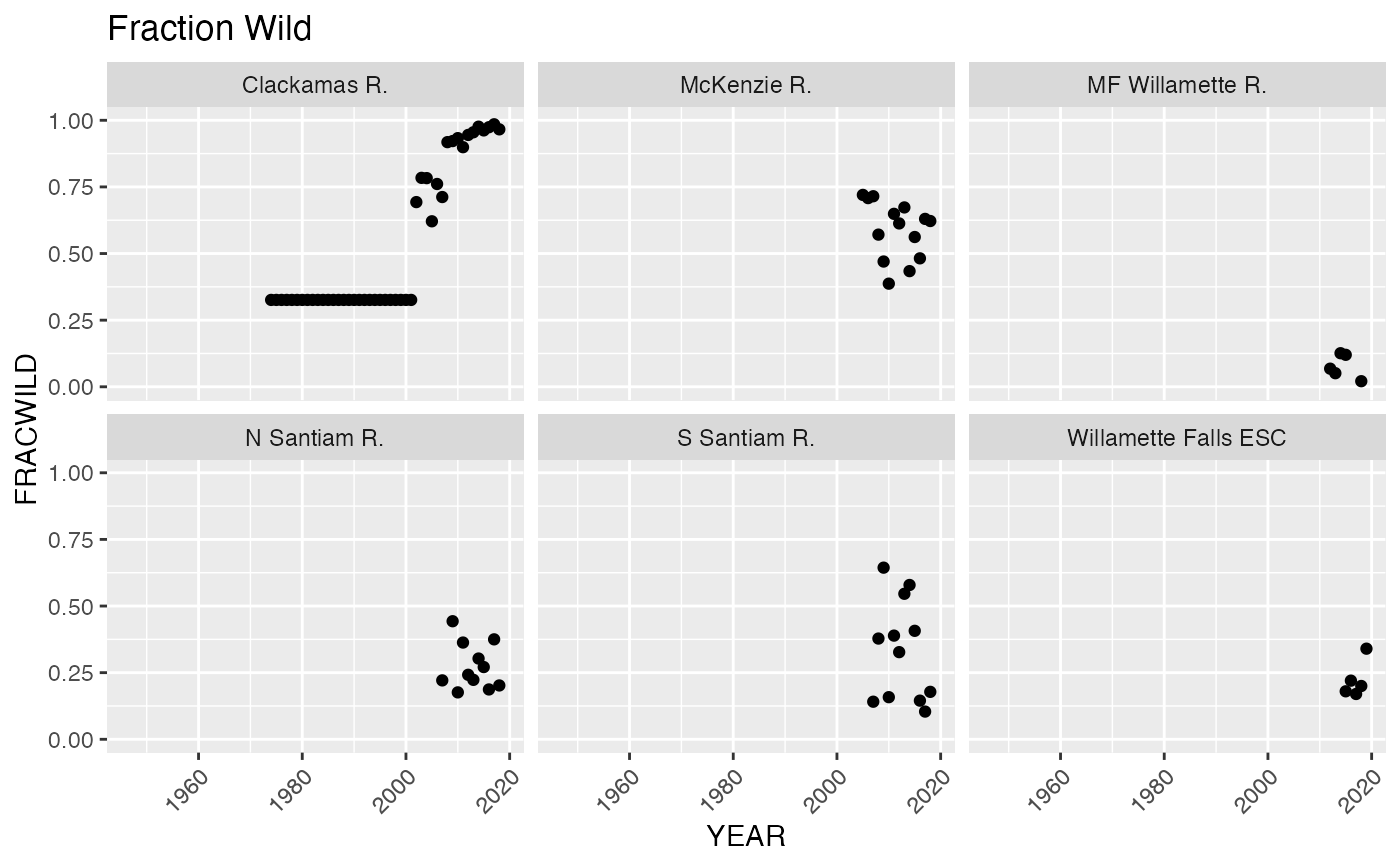 Fraction Wild
Clackamas R.
McKenzie R.
MF Willamette R.
1.00
0.75
0.50
0.25
0.00
FRACWILD
N Santiam R.
S Santiam R.
Willamette Falls ESC
1.00
0.75
0.50
0.25
0.00
1960
1980
2000
2020
1960
1980
2000
2020
1960
1980
2000
2020
YEAR